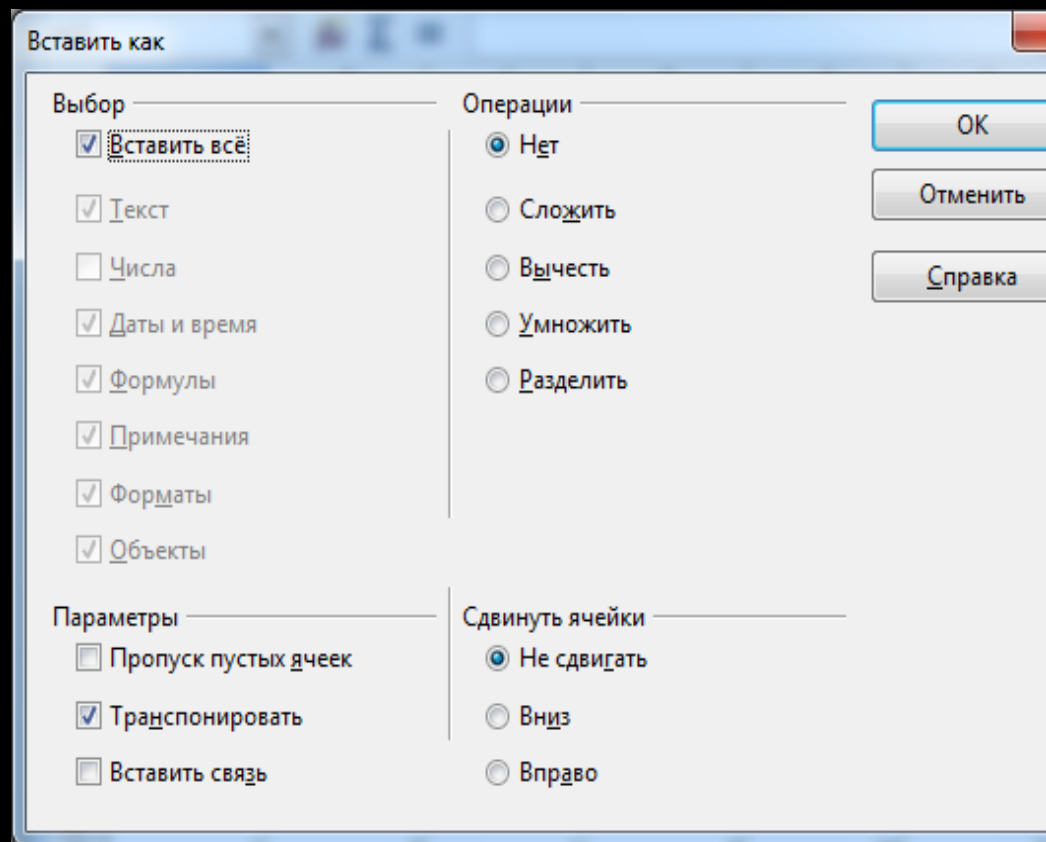 Вставить как
Выбор
Вставить всё
Текст
Числа
Даты и время
Формулы
Примечания
Форматы
Объекты
Операции
Нет
Сложить
Вычесть
Умножить
Разделить
OK
Отменить
Справка
Параметры
Пропуск пустых ячеек
Транспонировать
Вставить связь
Сдвинуть ячейки
Не сдвигать
Вниз
Вправо